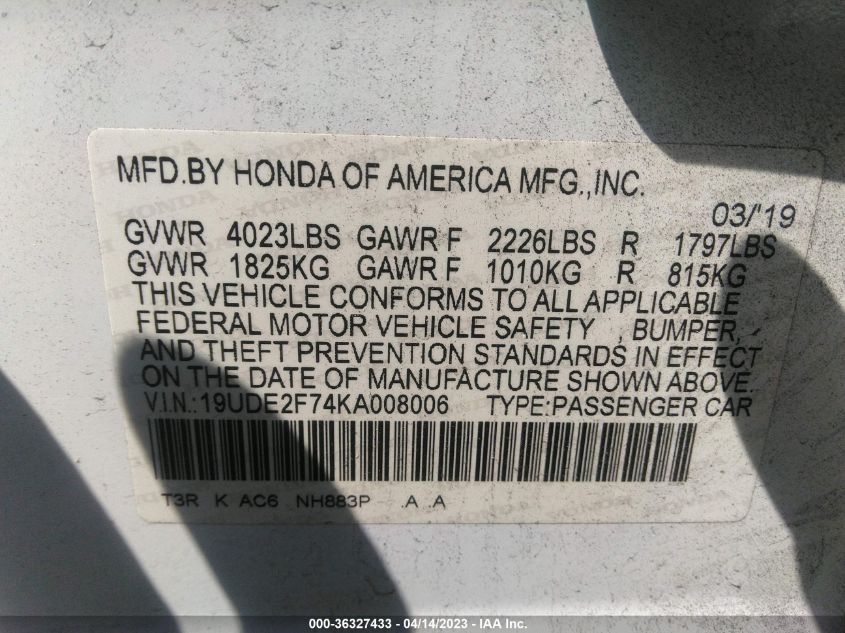 MFD.BY HONDA OF AMERICA MFG.,INC.
03/'19
GVWR 4023LBS GAWR F 2226LBS R 1797LBS
GVWR 1825KG GAWR F 1010KG R 815KG
THIS VEHICLE CONFORMS TO ALL APPLICABLE
FEDERAL MOTOR VEHICLE SAFETY , BUMPER,
AND THEFT PREVENTION STANDARDS IN EFFECT
ON THE DATE OF MANUFACTURE SHOWN ABOVE.
V.I.N.:19UDE2F74KA008006 TYPE:PASSENGER CAR
T3R K AC6 NH883P .A .A
000-36327433 - 04/14/2023 - IAA Inc.